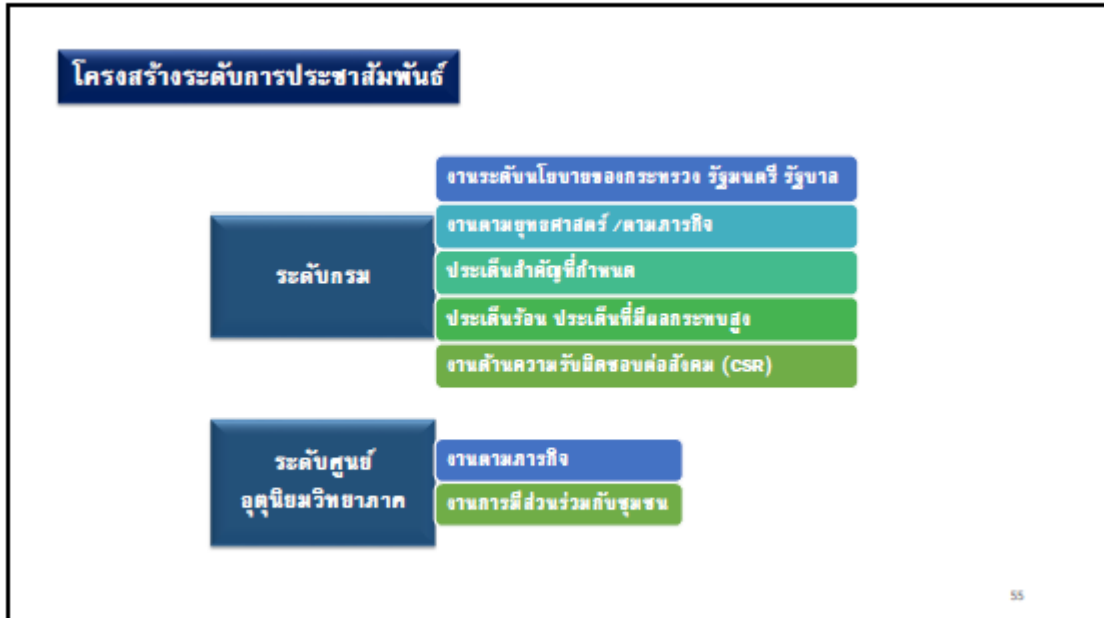 โครงสร้างระดับการประชาสัมพันธ์
งานระดับนโยบายของกระทรวง รัฐมนตรี รัฐบาล
งานตามยุทธศาสตร์ /ตามภารกิจ
ระดับกรม
ประเด็นสำคัญที่กำหนด
ประเด็นร้อน ประเด็นที่มีผลกระทบสูง
งานด้านความรับผิดชอบต่อสังคม (CSR)
ระดับศูนย์
อุตุนิยมวิทยาภาค
งานตามภารกิจ
งานการมีส่วนร่วมกับชุมชน
55